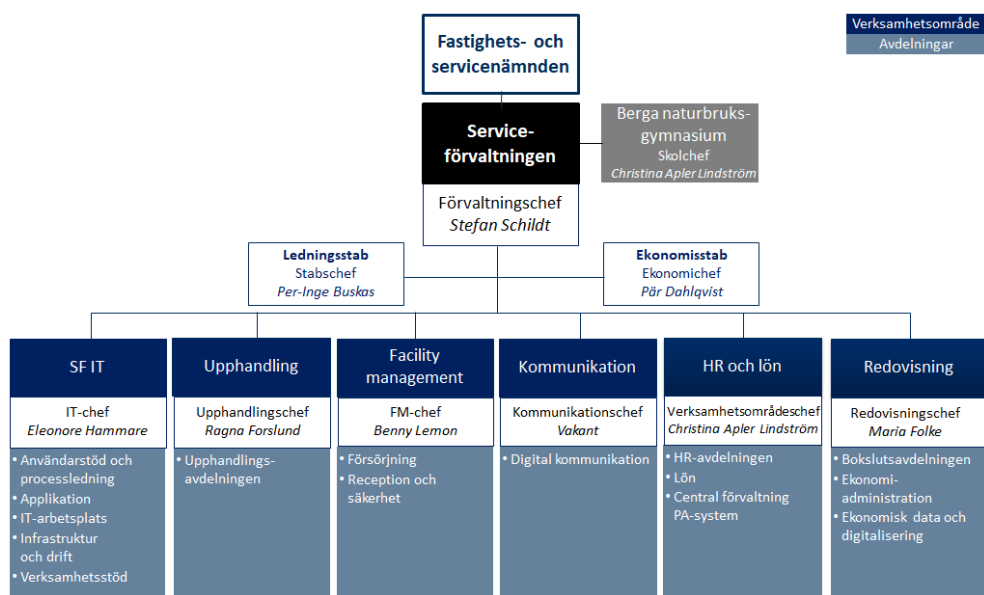 Verksamhetsområde
Avdelningar
Fastighets- och
servicenämnden
Service-
förvaltningen
Förvaltningschef
Stefan Schildt
Berga naturbruks-
gymnasium
Skolchef
Christina Apler Lindström
Ledningsstab
Stabschef
Per-Inge Buskas
Ekonomisstab
Ekonomichef
Pär Dahlqvist
SF IT
IT-chef
Eleonore Hammare
• Användarstöd och
processledning
• Applikation
• IT-arbetsplats
• Infrastruktur
och drift
• Verksamhetsstöd
Upphandling
Upphandlingschef
Ragna Forslund
• Upphandlings-
avdelningen
Facility
management
FM-chef
Benny Lemon
• Försörjning
• Reception och
säkerhet
Kommunikation
Kommunikationschef
Vakant
• Digital kommunikation
HR och lön
Verksamhetsområdeschef
Christina Apler Lindström
• HR-avdelningen
• Lön
• Central förvaltning
PA-system
Redovisning
Redovisningschef
Maria Folke
• Bokslutsavdelningen
• Ekonomi-
administration
• Ekonomisk data och
digitalisering